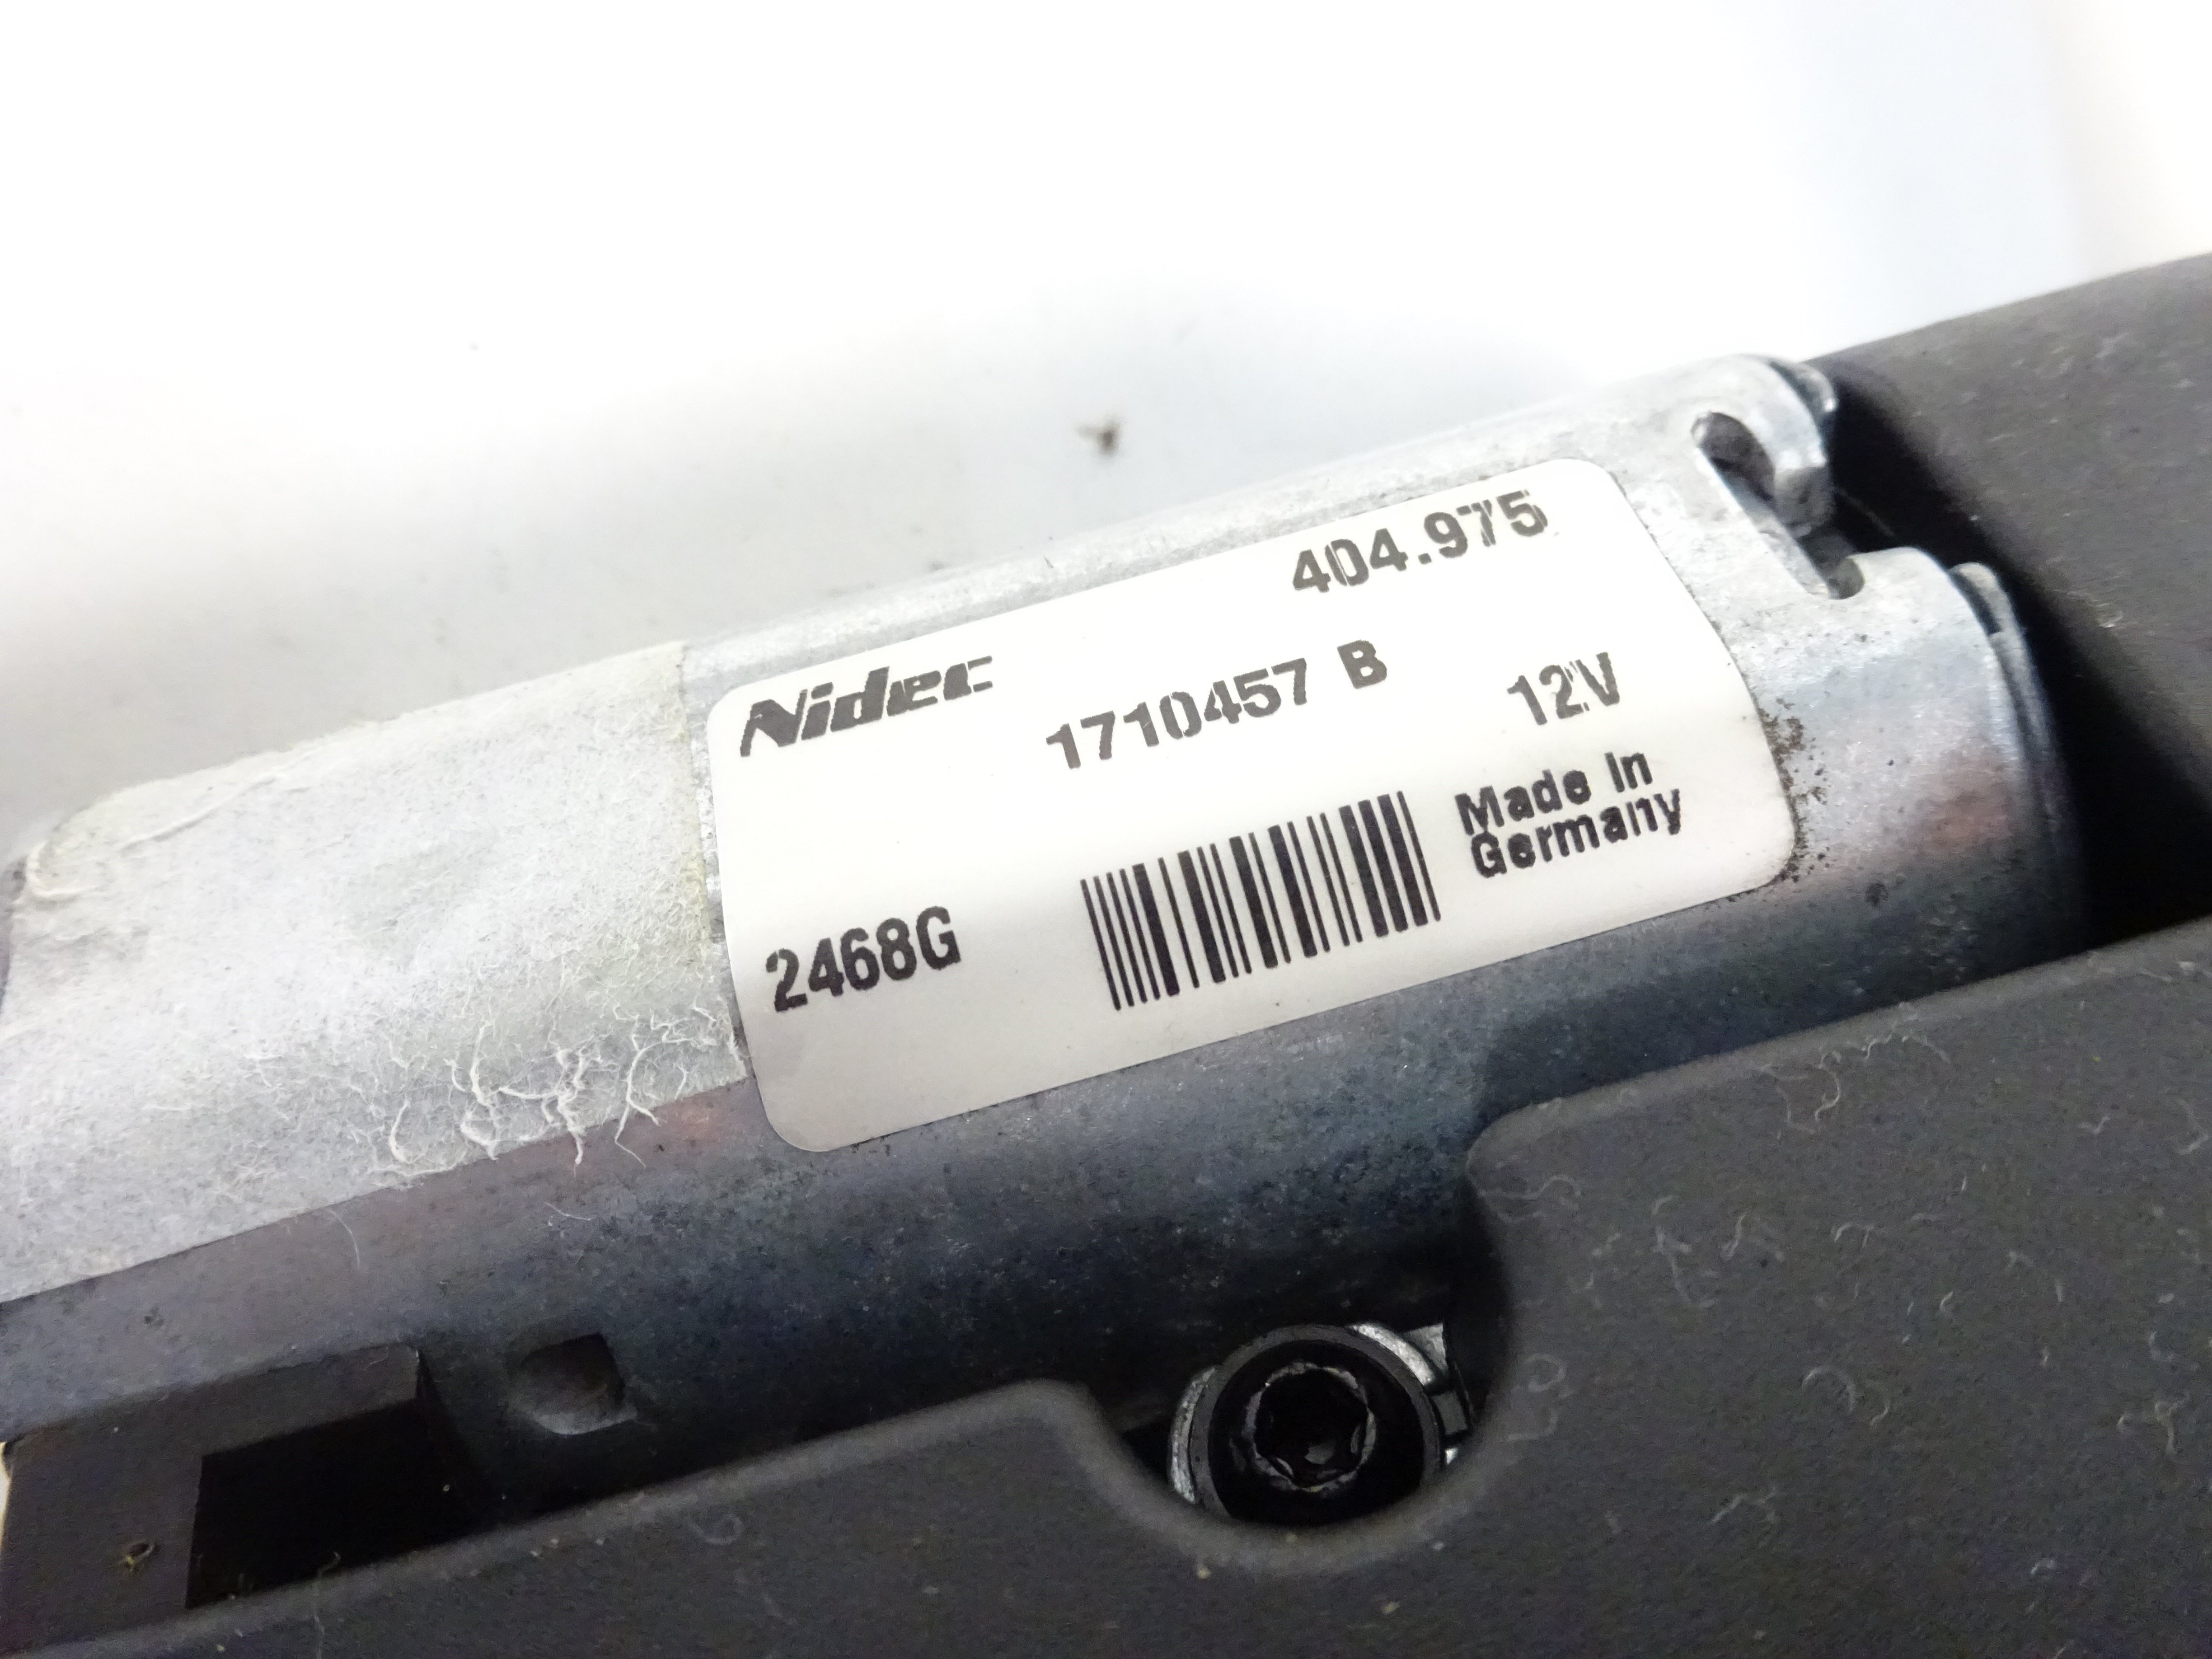 404.975
Nidec
1710457 B
12V
Made in
Germany
2468G